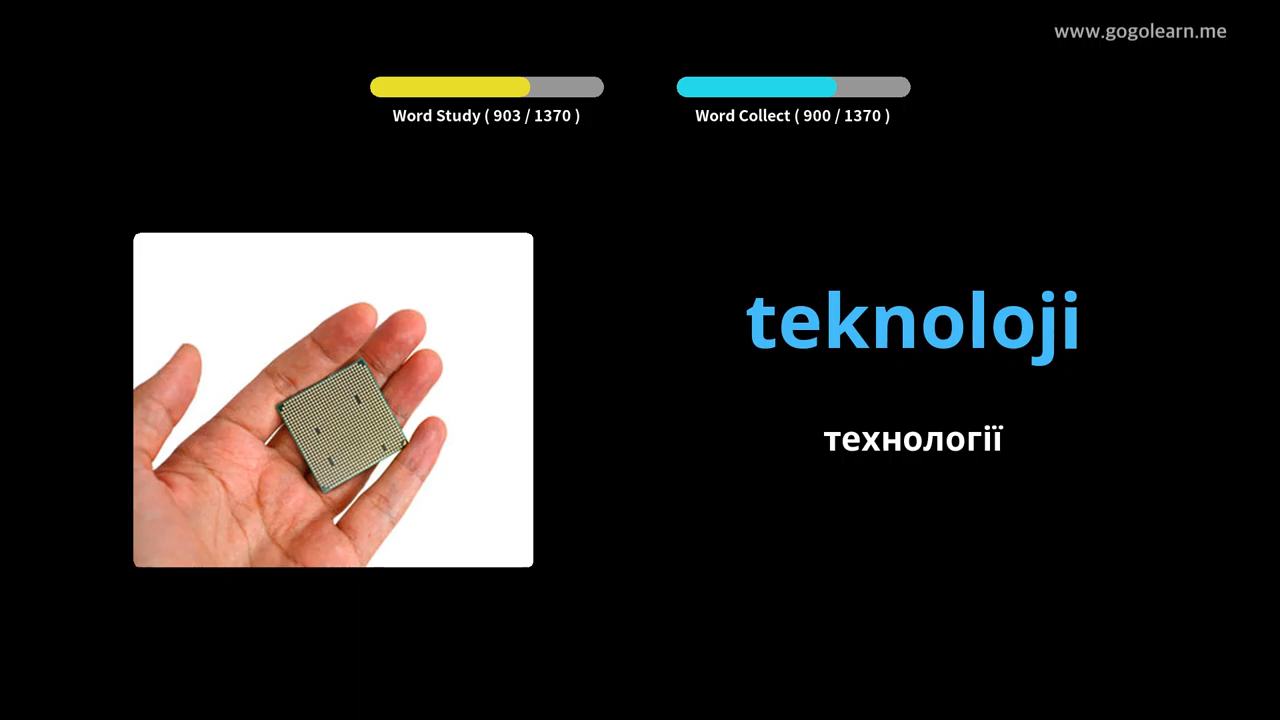 www.gogolearn.me
Word Study ( 903 / 1370 )
Word Collect ( 900 / 1370 )
teknoloji
технології